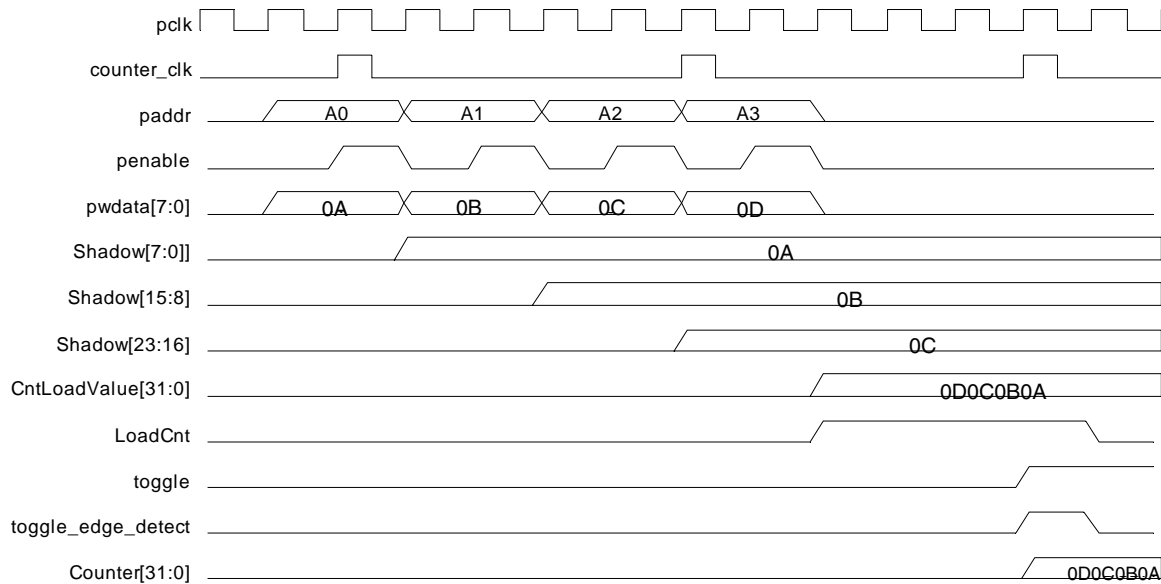 pclk
counter_clk
paddr A0 A1 A2 A3
penable
pwdata[7:0] 0A 0B 0C 0D
Shadow[7:0]] 0A
Shadow[15:8] 0B
Shadow[23:16] 0C
CntLoadValue[31:0] 0D0C0B0A
LoadCnt
toggle
toggle_edge_detect
Counter[31:0] 0D0C0B0A